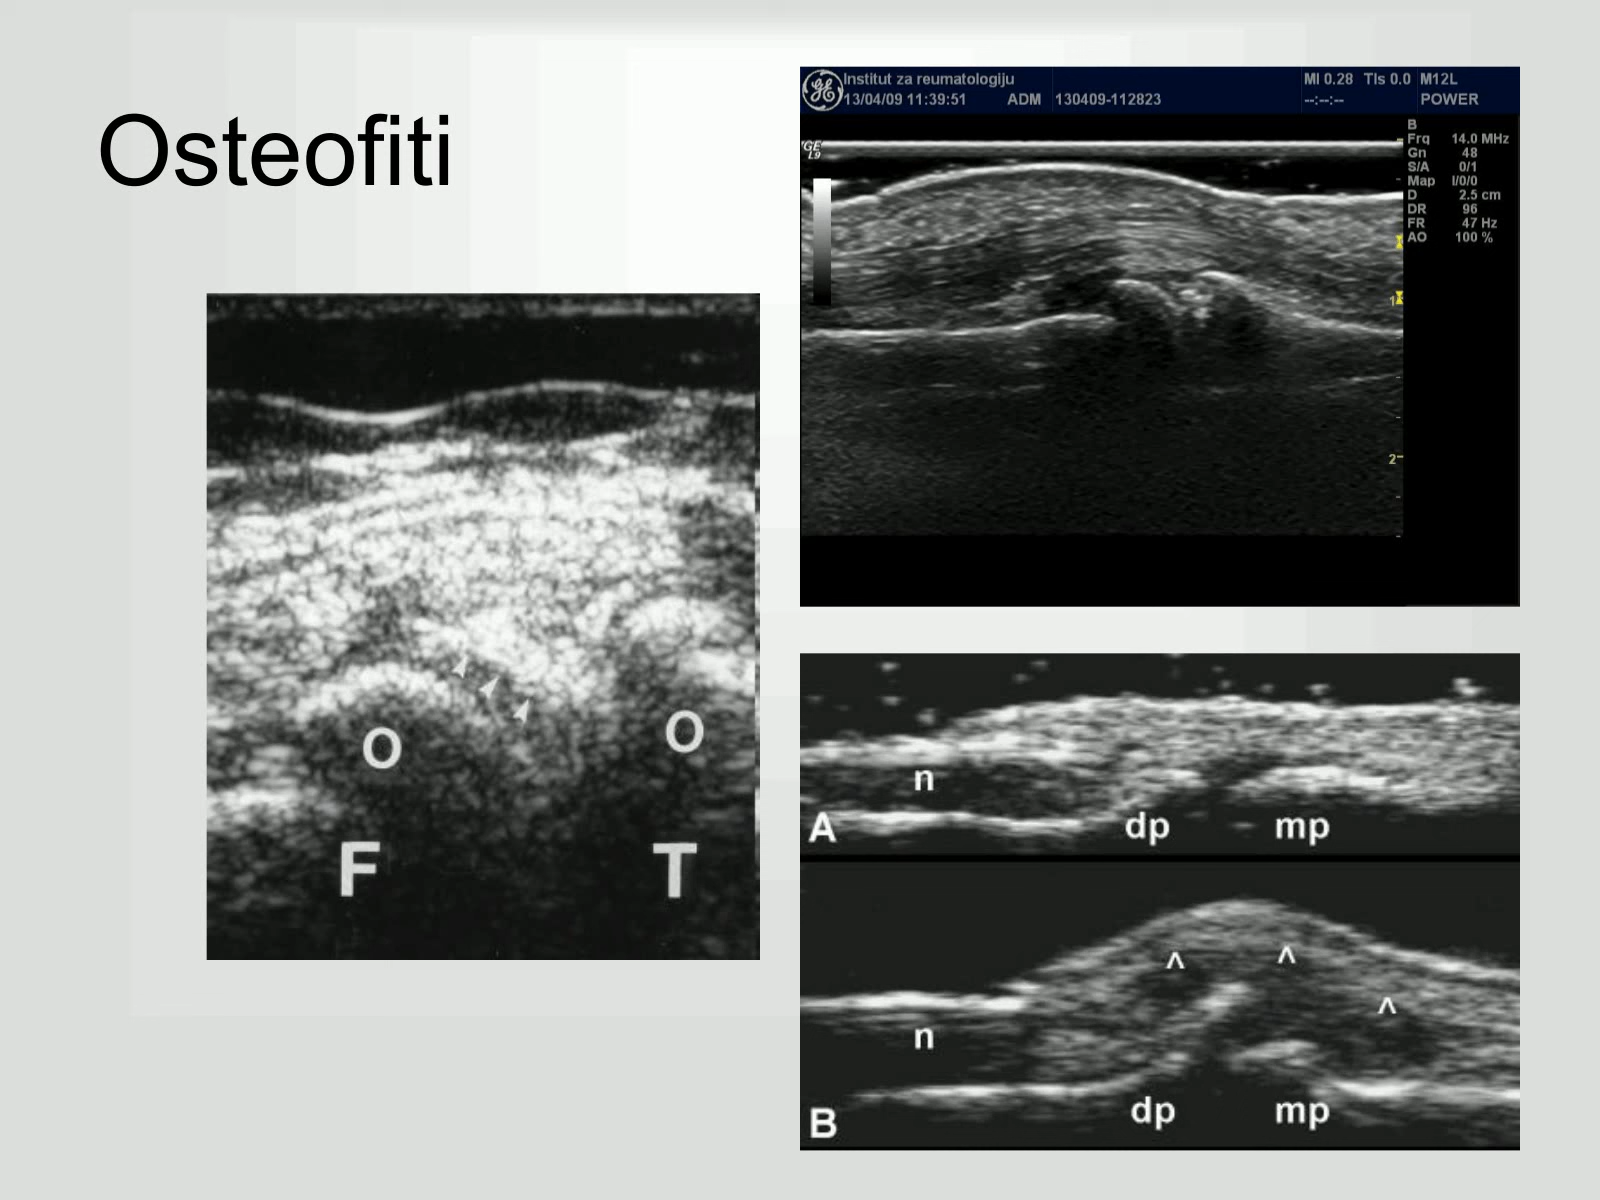 Osteofiti
Institut za reumatologiju
13/04/09 11:39:51 ADM 130409-112823
MI 0.28 TIs 0.0 M12L
--:--:-- POWER
GE
L9
B
Frq 14.0 MHz
Gn 48
S/A 0/1
Map I/0/0
D 2.5 cm
DR 96
FR 47 Hz
AO 100 %
1
2
O O
F T
n
A dp mp
^ ^ ^
n
B dp mp